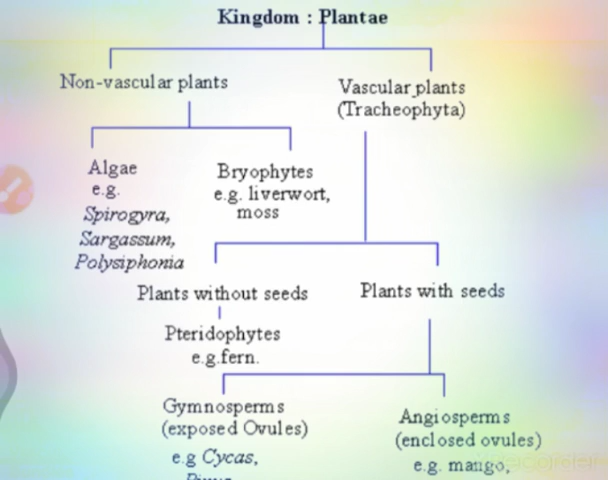 Kingdom : Plantae
Non-vascular plants
Vascular plants
(Tracheophyta)
Algae
e.g.
Spirogyra,
Sargassum,
Polysiphonia
Bryophytes
e.g. liverwort,
moss
Plants without seeds
Plants with seeds
Pteridophytes
e.g.fern.
Gymnosperms
(exposed Ovules)
e.g Cycas,
Angiosperms
(enclosed ovules)
e.g. mango,